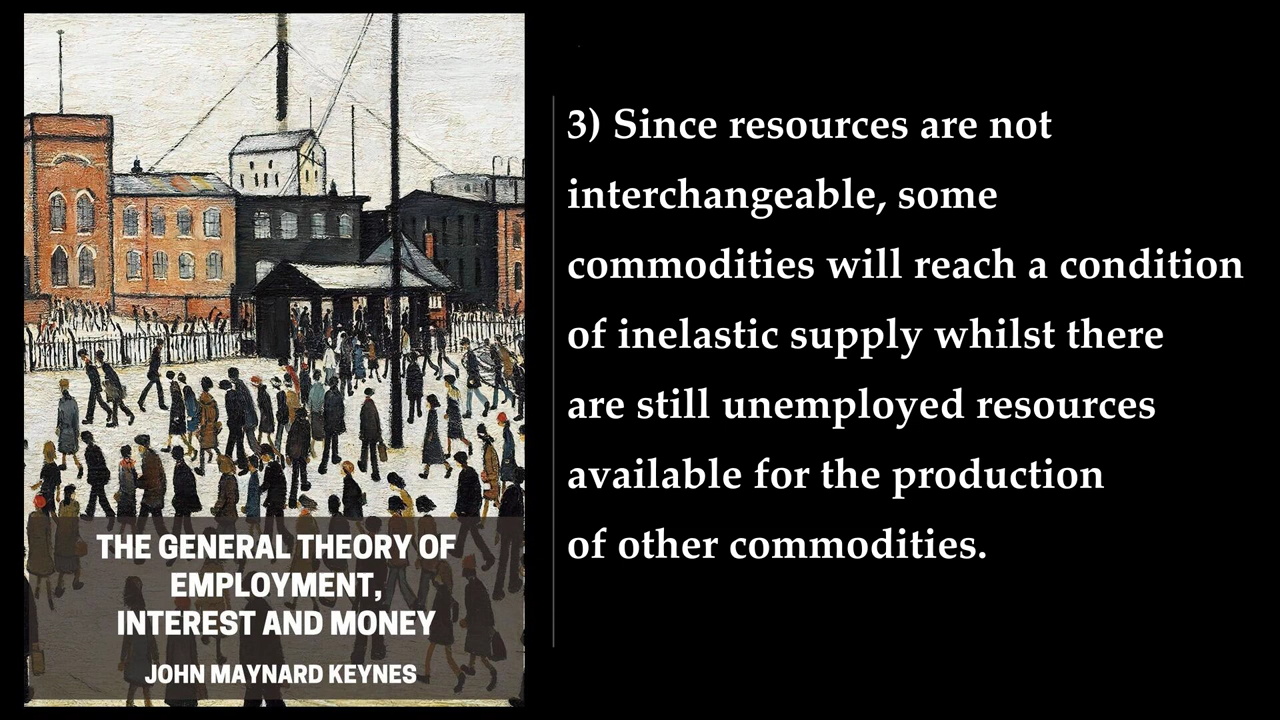 THE GENERAL THEORY OF
EMPLOYMENT,
INTEREST AND MONEY
JOHN MAYNARD KEYNES
3) Since resources are not
interchangeable, some
commodities will reach a condition
of inelastic supply whilst there
are still unemployed resources
available for the production
of other commodities.